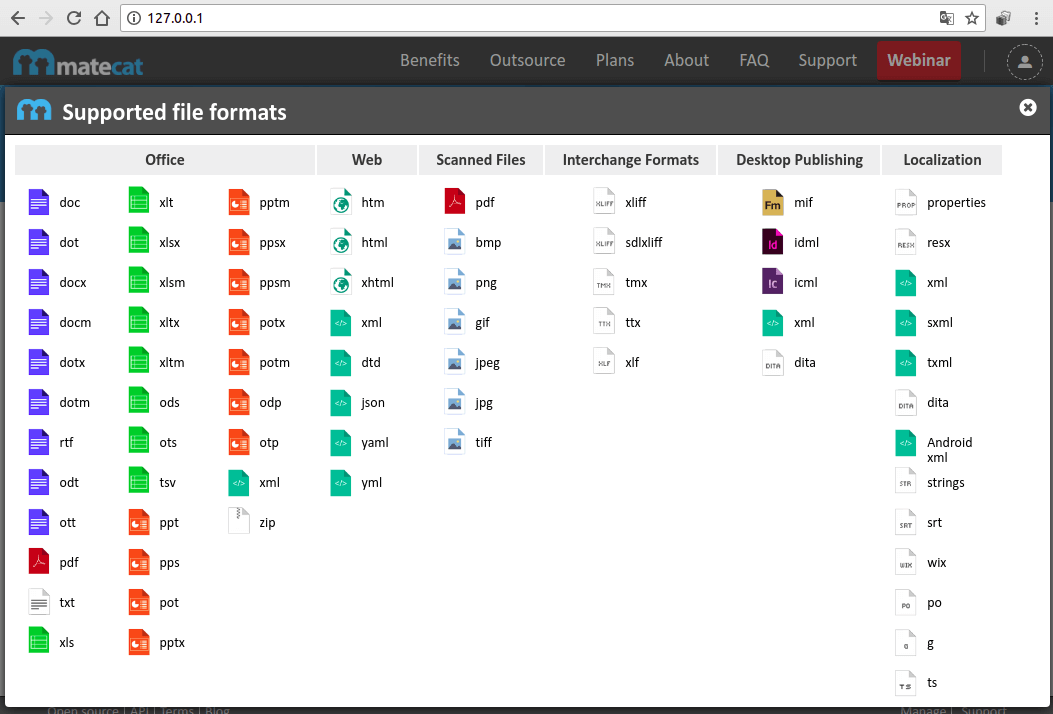 127.0.0.1
matecat
Benefits Outsource Plans About FAQ Support Webinar
Supported file formats
Office Web Scanned Files Interchange Formats Desktop Publishing Localization
doc xlt pptm htm pdf XLIFF xliff Fm mif PROP properties
dot xlsx ppsx html bmp XLIFF sdlxliff Id idml RESX resx
docx xlsm ppsm xhtml png TMX tmx Ic icml </> xml
docm xltx potx </> xml gif TTX ttx </> xml </> sxml
dotx xltm potm </> dtd jpeg XLF xlf DITA dita </> txml
dotm ods odp </> json jpg DITA dita
rtf ots otp </> yaml tiff </> Android
xml
odt tsv </> xml </> yml STR strings
ott ppt zip SRT srt
pdf pps WIX wix
txt pot PO po
xls pptx G g
TS ts
Open source | API | Terms | Blog Manage | Support